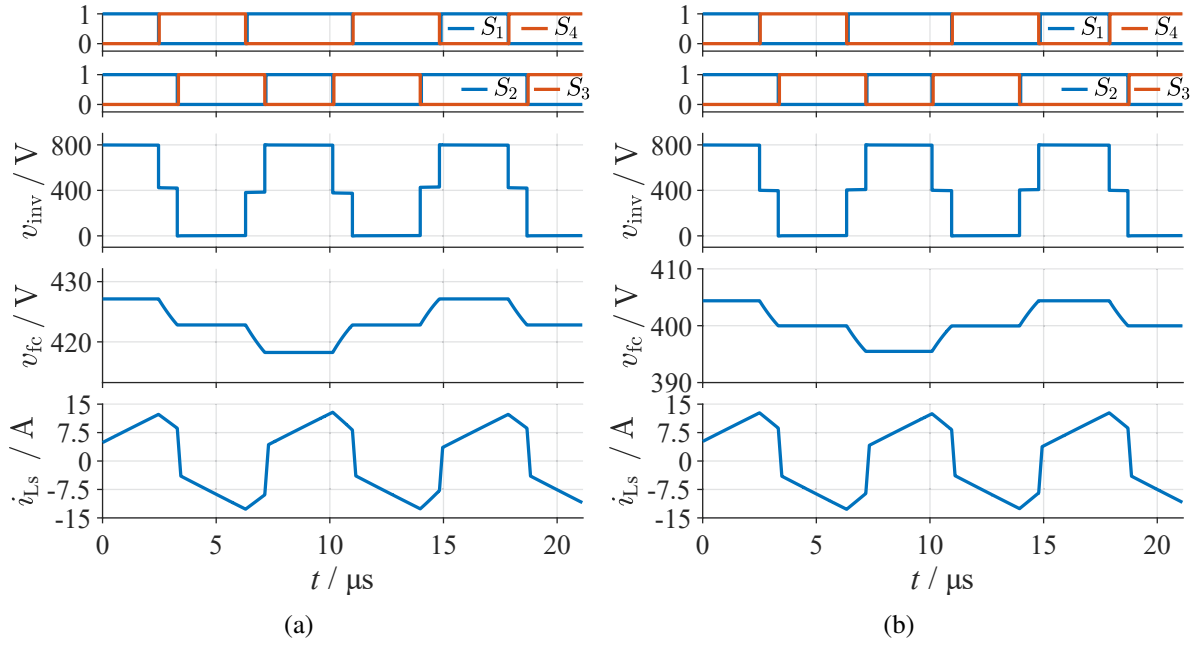 1
0
S1 S4
1
0
S2 S3
800
400
0
vinv / V
430
420
vfc / V
15
7.5
0
-7.5
-15
iLs / A
0 5 10 15 20
t / μs
(a)
1
0
S1 S4
1
0
S2 S3
800
400
0
vinv / V
410
400
390
vfc / V
15
7.5
0
-7.5
-15
iLs / A
0 5 10 15 20
t / μs
(b)